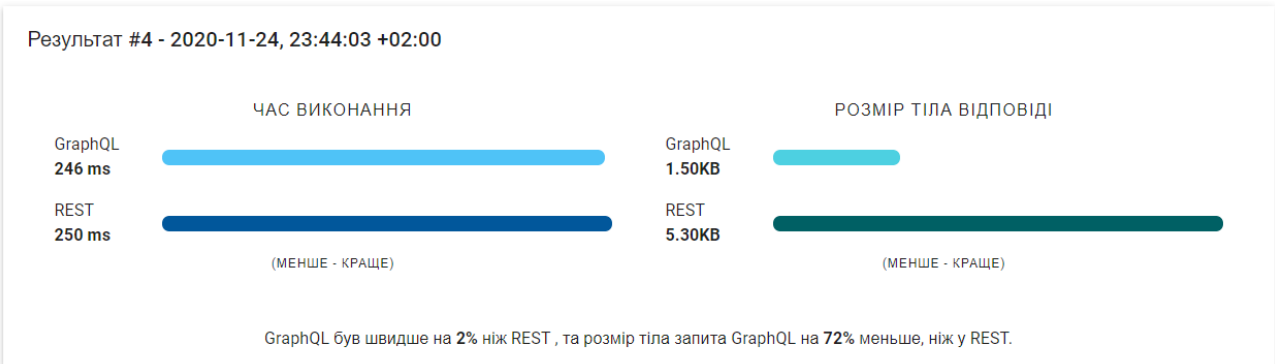 Результат #4 - 2020-11-24, 23:44:03 +02:00
ЧАС ВИКОНАННЯ
GraphQL
246 ms
REST
250 ms
(МЕНШЕ - КРАЩЕ)
РОЗМІР ТІЛА ВІДПОВІДІ
GraphQL
1.50KB
REST
5.30KB
(МЕНШЕ - КРАЩЕ)
GraphQL був швидше на 2% ніж REST , та розмір тіла запита GraphQL на 72% меньше, ніж у REST.